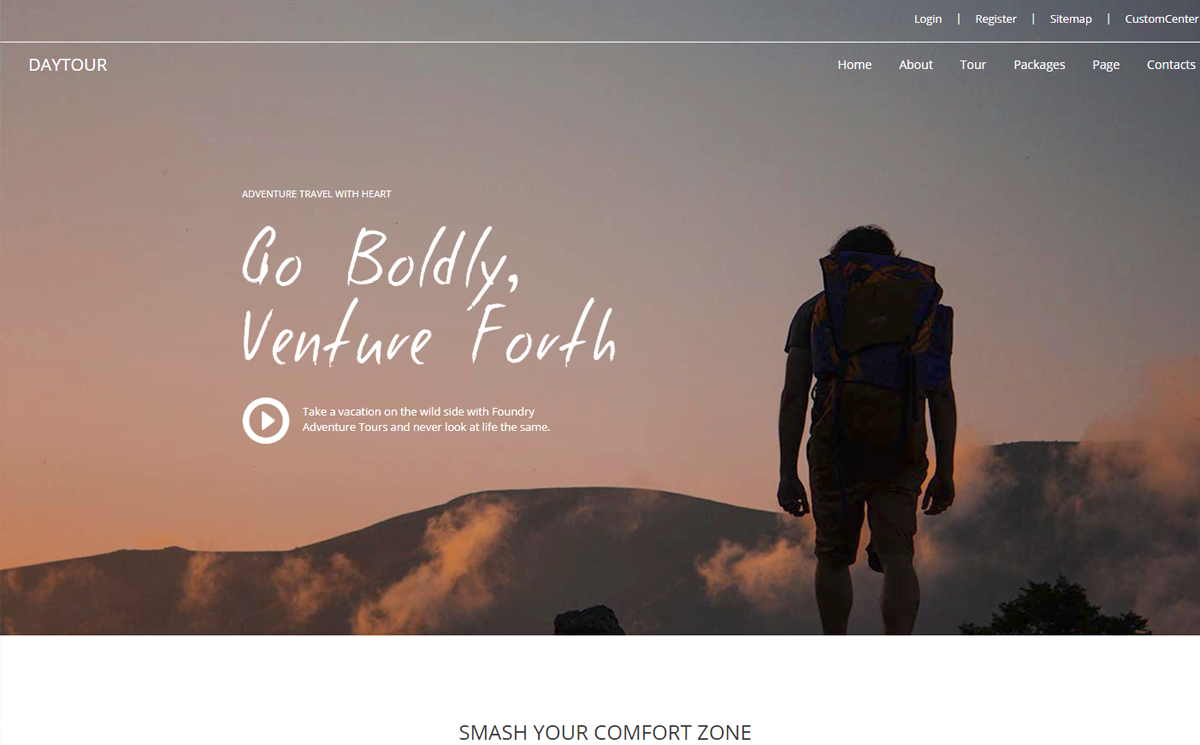 Login | Register | Sitemap | CustomCenter
DAYTOUR
Home About Tour Packages Page Contacts
ADVENTURE TRAVEL WITH HEART
Go Boldly,
Venture Forth
Take a vacation on the wild side with Foundry
Adventure Tours and never look at life the same.
SMASH YOUR COMFORT ZONE